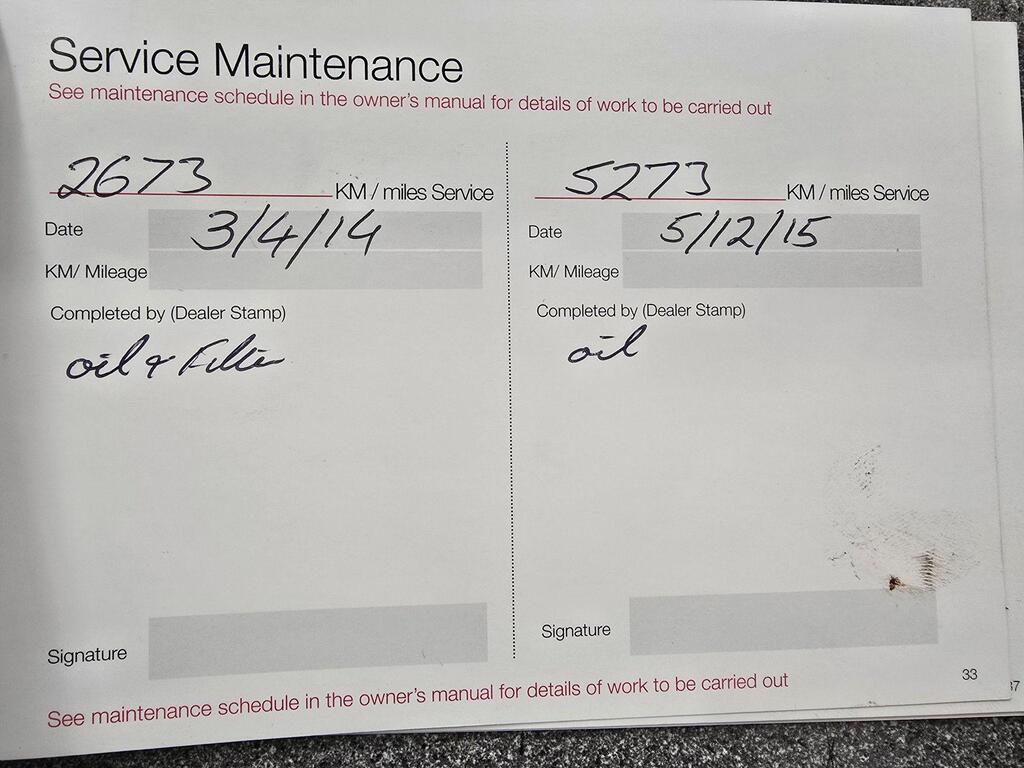 Service Maintenance
See maintenance schedule in the owner's manual for details of work to be carried out
2673 KM / miles Service
Date 3/4/14
KM/ Mileage
Completed by (Dealer Stamp)
oil & Filter
Signature
5273 KM / miles Service
Date 5/12/15
KM/ Mileage
Completed by (Dealer Stamp)
oil
Signature
See maintenance schedule in the owner's manual for details of work to be carried out
33
37